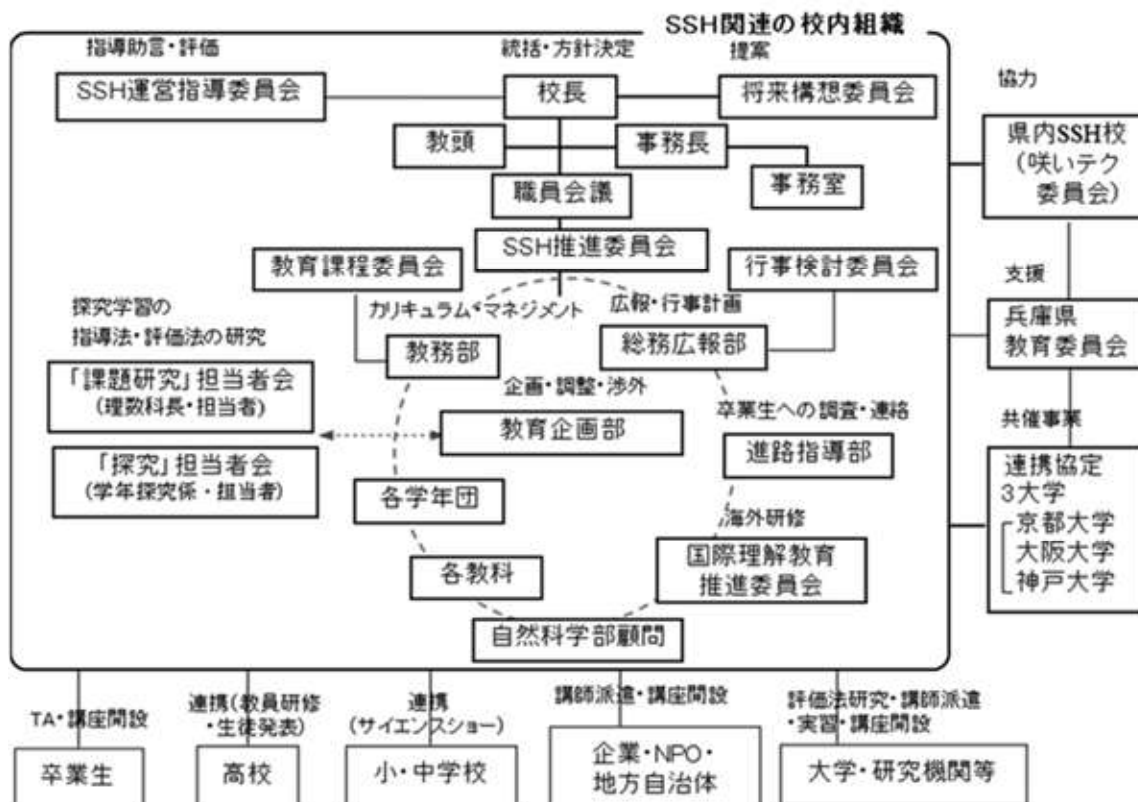 SSH関連の校内組織
指導助言・評価
統括・方針決定
提案
SSH運営指導委員会
校長
将来構想委員会
協力
教頭
事務長
県内SSH校
(咲いテク
委員会)
事務室
職員会議
SSH推進委員会
教育課程委員会
行事検討委員会
支援
カリキュラム・マネジメント
広報・行事計画
探究学習の
指導法・評価法の研究
教務部
総務広報部
兵庫県
教育委員会
「課題研究」担当者会
(理数科長・担当者)
企画・調整・渉外
教育企画部
卒業生への調査・連絡
進路指導部
共催事業
「探究」担当者会
(学年探究係・担当者)
各学年団
連携協定
3大学
京都大学
大阪大学
神戸大学
海外研修
国際理解教育
推進委員会
各教科
自然科学部顧問
TA・講座開設
連携(教員研修
・生徒発表)
連携
(サイエンスショー)
講師派遣・講座開設
評価法研究・講師派遣
・実習・講座開設
卒業生
高校
小・中学校
企業・NPO・
地方自治体
大学・研究機関等